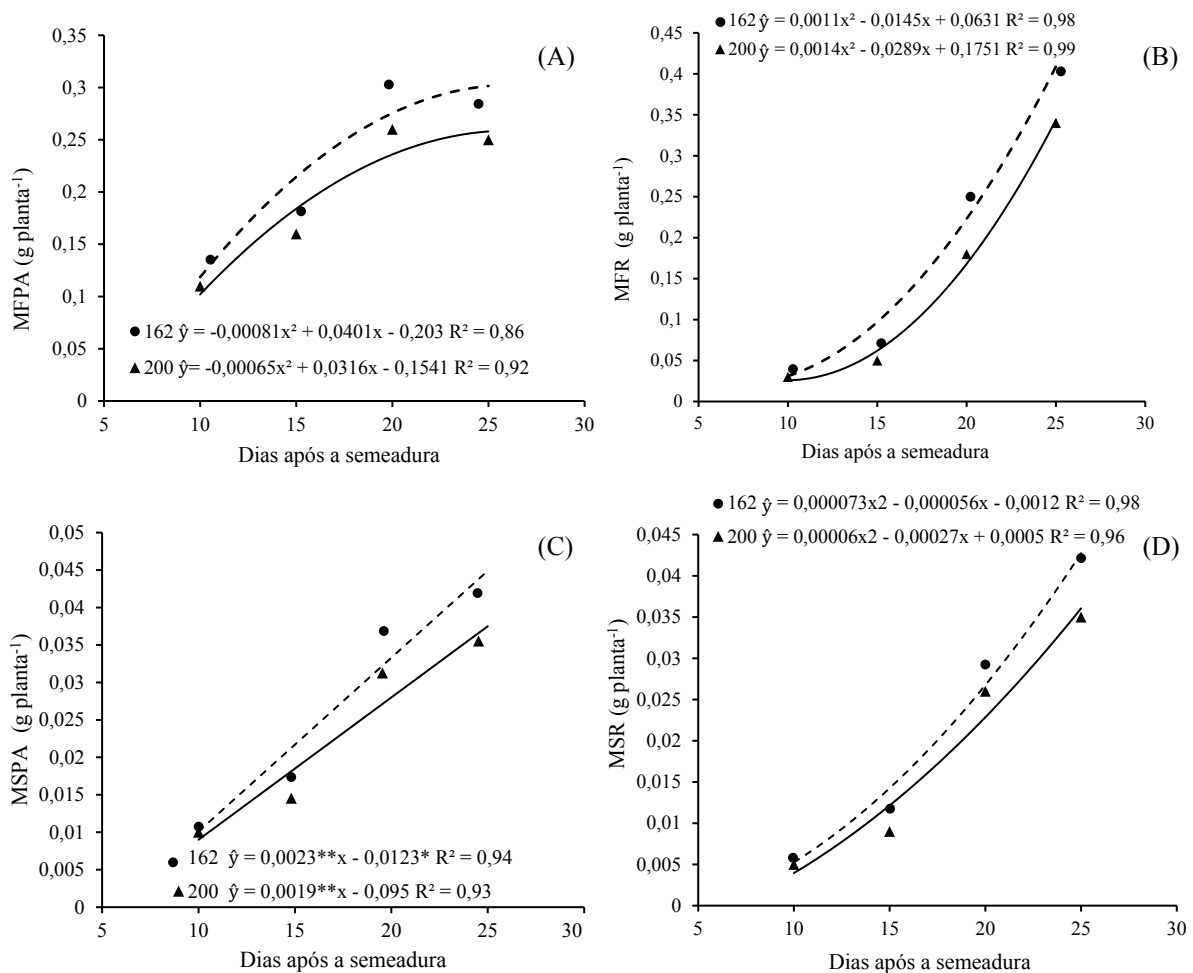 (A)
0,35
0,3
0,25
0,2
0,15
0,1
0,05
0
MFPA (g planta⁻¹)
● 162 ŷ = -0,00081x² + 0,0401x - 0,203 R² = 0,86
▲ 200 ŷ= -0,00065x² + 0,0316x - 0,1541 R² = 0,92
5 10 15 20 25 30
Dias após a semeadura
● 162 ŷ = 0,0011x² - 0,0145x + 0,0631 R² = 0,98
▲ 200 ŷ = 0,0014x² - 0,0289x + 0,1751 R² = 0,99
(B)
0,45
0,4
0,35
0,3
0,25
0,2
0,15
0,1
0,05
0
MFR (g planta⁻¹)
5 10 15 20 25 30
Dias após a semeadura
(C)
0,05
0,045
0,04
0,035
0,03
0,025
0,02
0,015
0,01
0,005
0
MSPA (g planta⁻¹)
● 162 ŷ = 0,0023**x - 0,0123* R² = 0,94
▲ 200 ŷ = 0,0019**x - 0,095 R² = 0,93
5 10 15 20 25 30
Dias após a semeadura
● 162 ŷ = 0,000073x2 - 0,000056x - 0,0012 R² = 0,98
▲ 200 ŷ = 0,00006x2 - 0,00027x + 0,0005 R² = 0,96
(D)
0,045
0,04
0,035
0,03
0,025
0,02
0,015
0,01
0,005
0
MSR (g planta⁻¹)
5 10 15 20 25 30
Dias após a semeadura